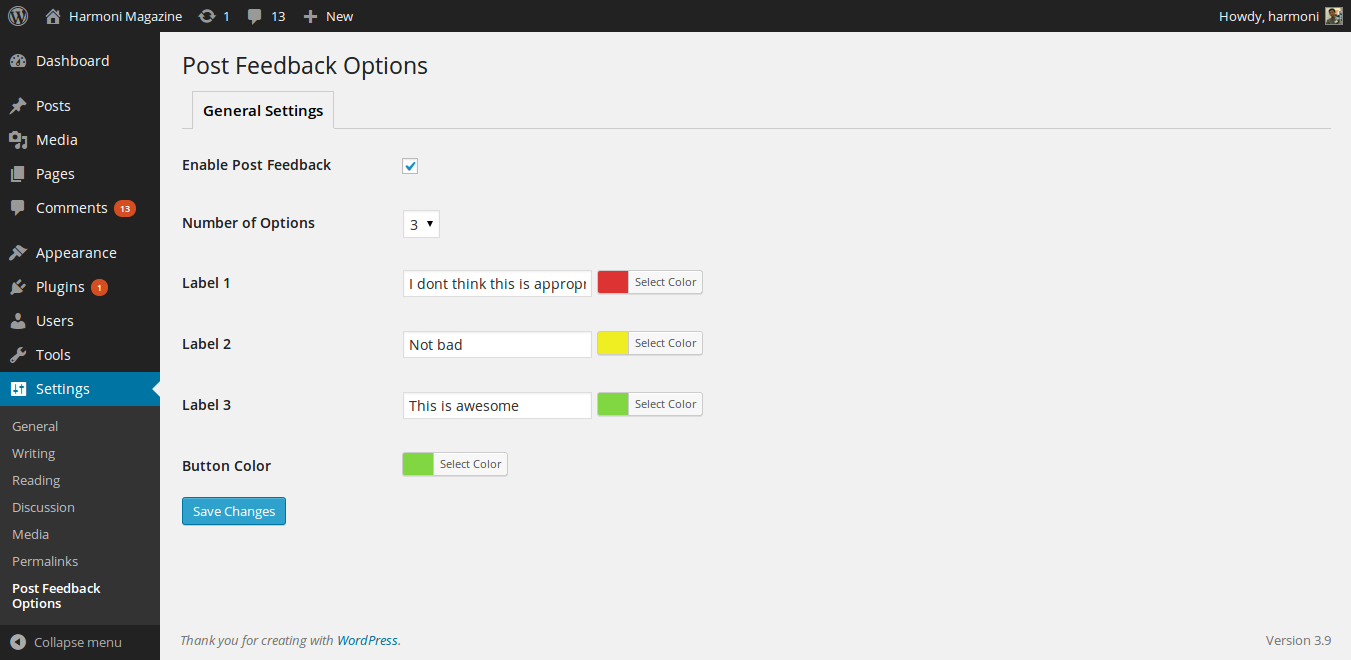 Harmoni Magazine 1 13 New Howdy, harmoni
Dashboard
Posts
Media
Pages
Comments 13
Appearance
Plugins 1
Users
Tools
Settings
General
Writing
Reading
Discussion
Media
Permalinks
Post Feedback
Options
Collapse menu
Post Feedback Options
General Settings
Enable Post Feedback
Number of Options 3
Label 1 I dont think this is appropr Select Color
Label 2 Not bad Select Color
Label 3 This is awesome Select Color
Button Color Select Color
Save Changes
Thank you for creating with WordPress. Version 3.9